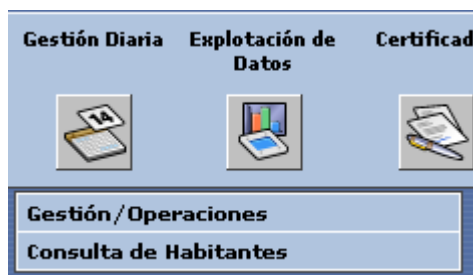 Gestión Diaria
Explotación de
Datos
Certificad
14
Gestión/Operaciones
Consulta de Habitantes